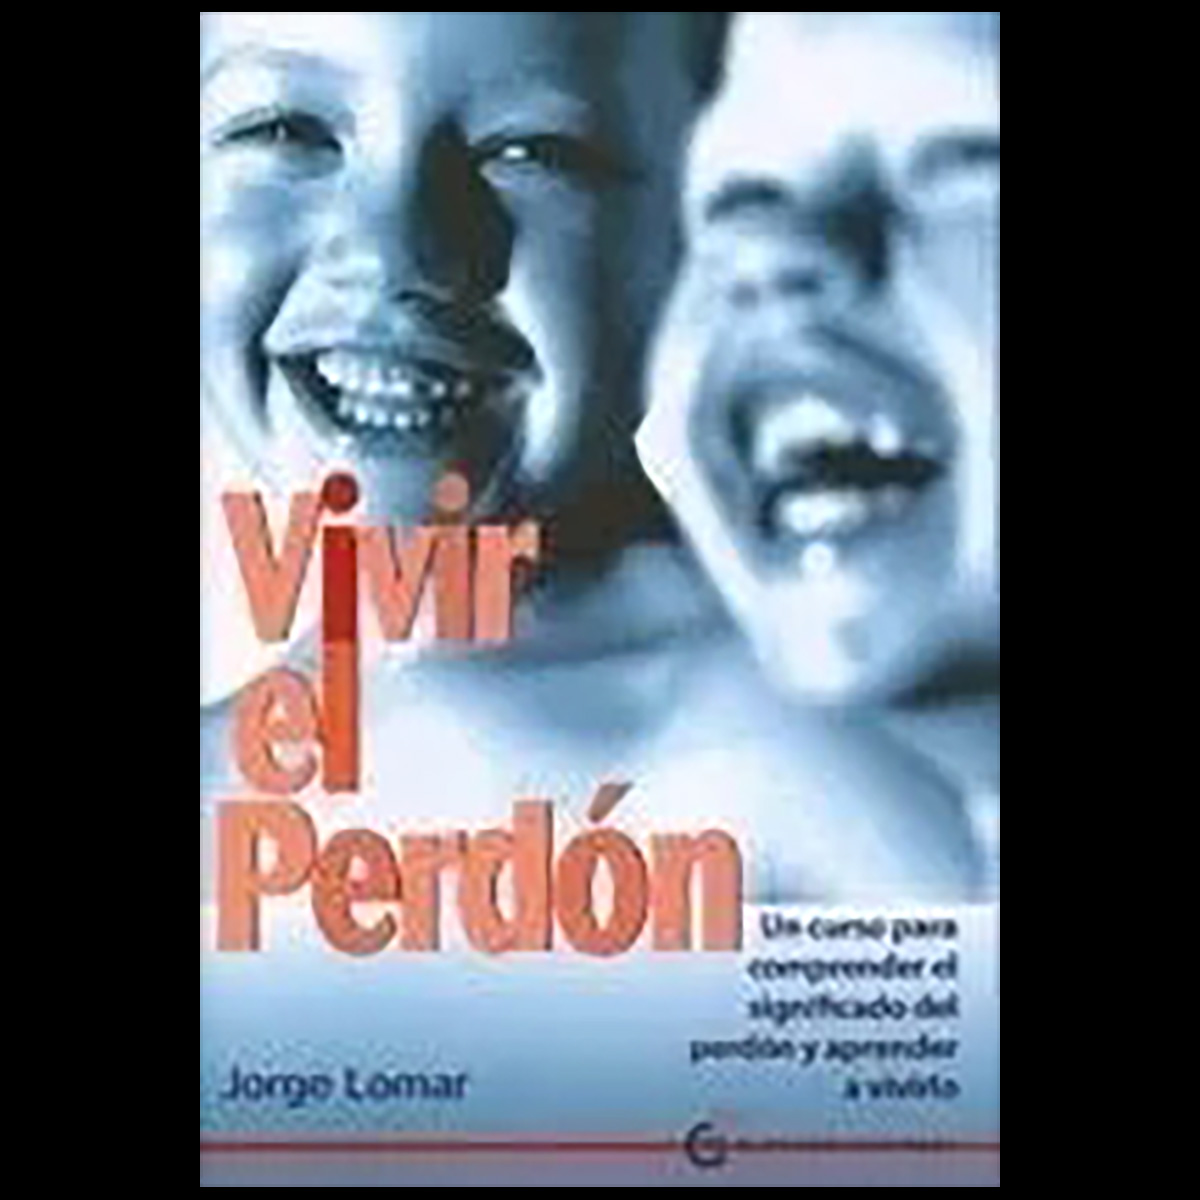 Vivir
el
Perdón
Un curso para
comprender el
significado del
perdón y aprender
a vivirlo
Jorge Lomar